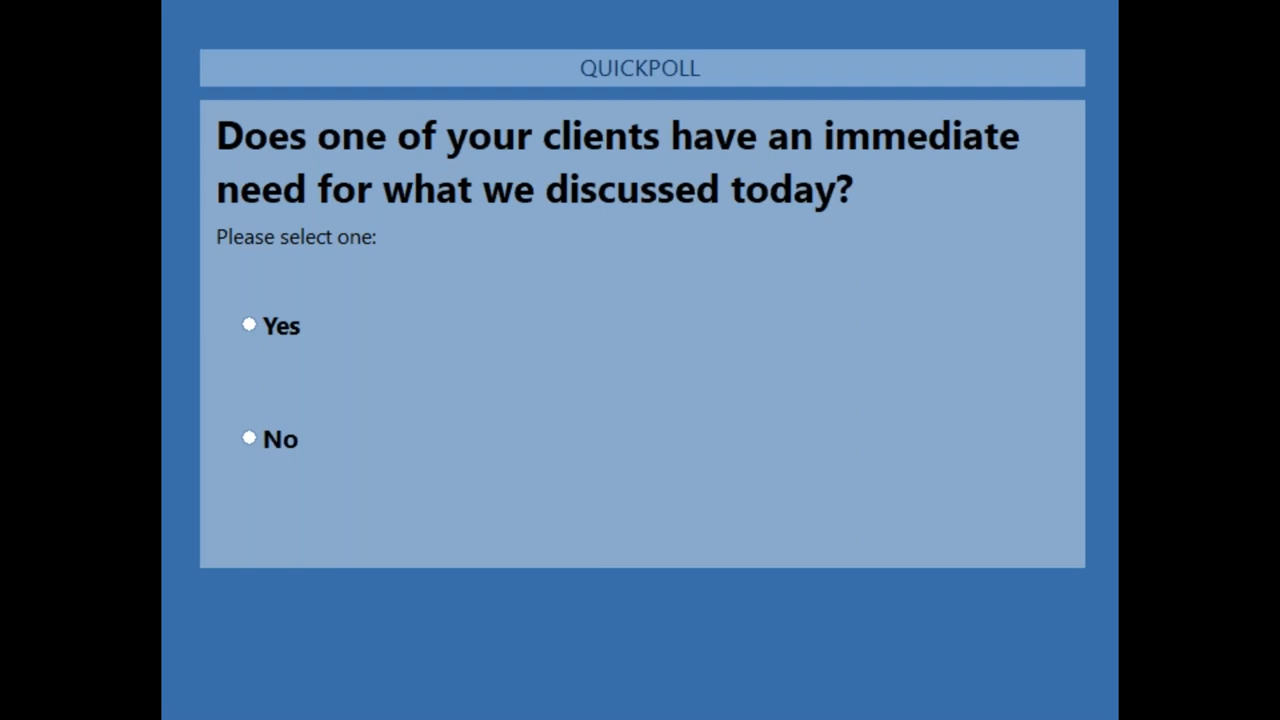 QUICKPOLL
Does one of your clients have an immediate
need for what we discussed today?
Please select one:
Yes
No